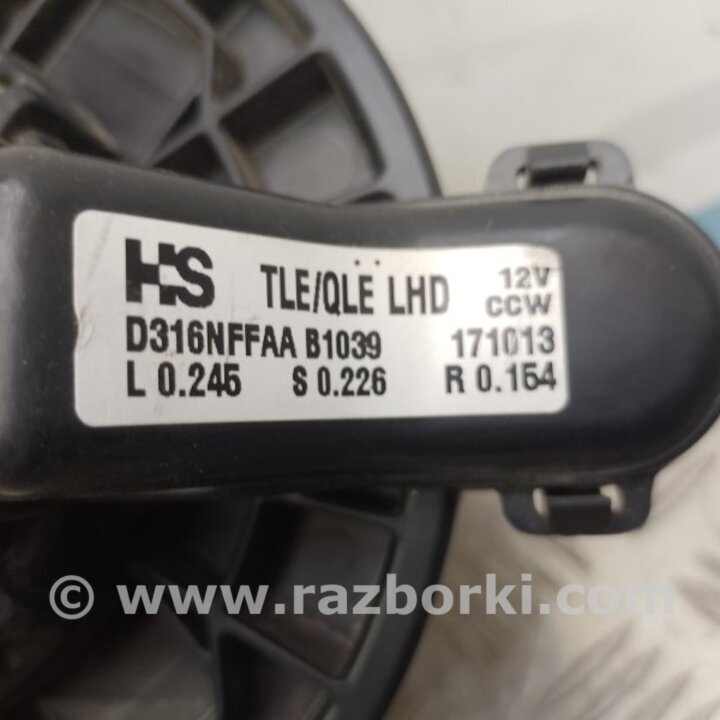 HS TLE/QLE LHD 12V CCW
D316NFFAA B1039 171013
L 0.245 S 0.226 R 0.154
© www.razborki.com